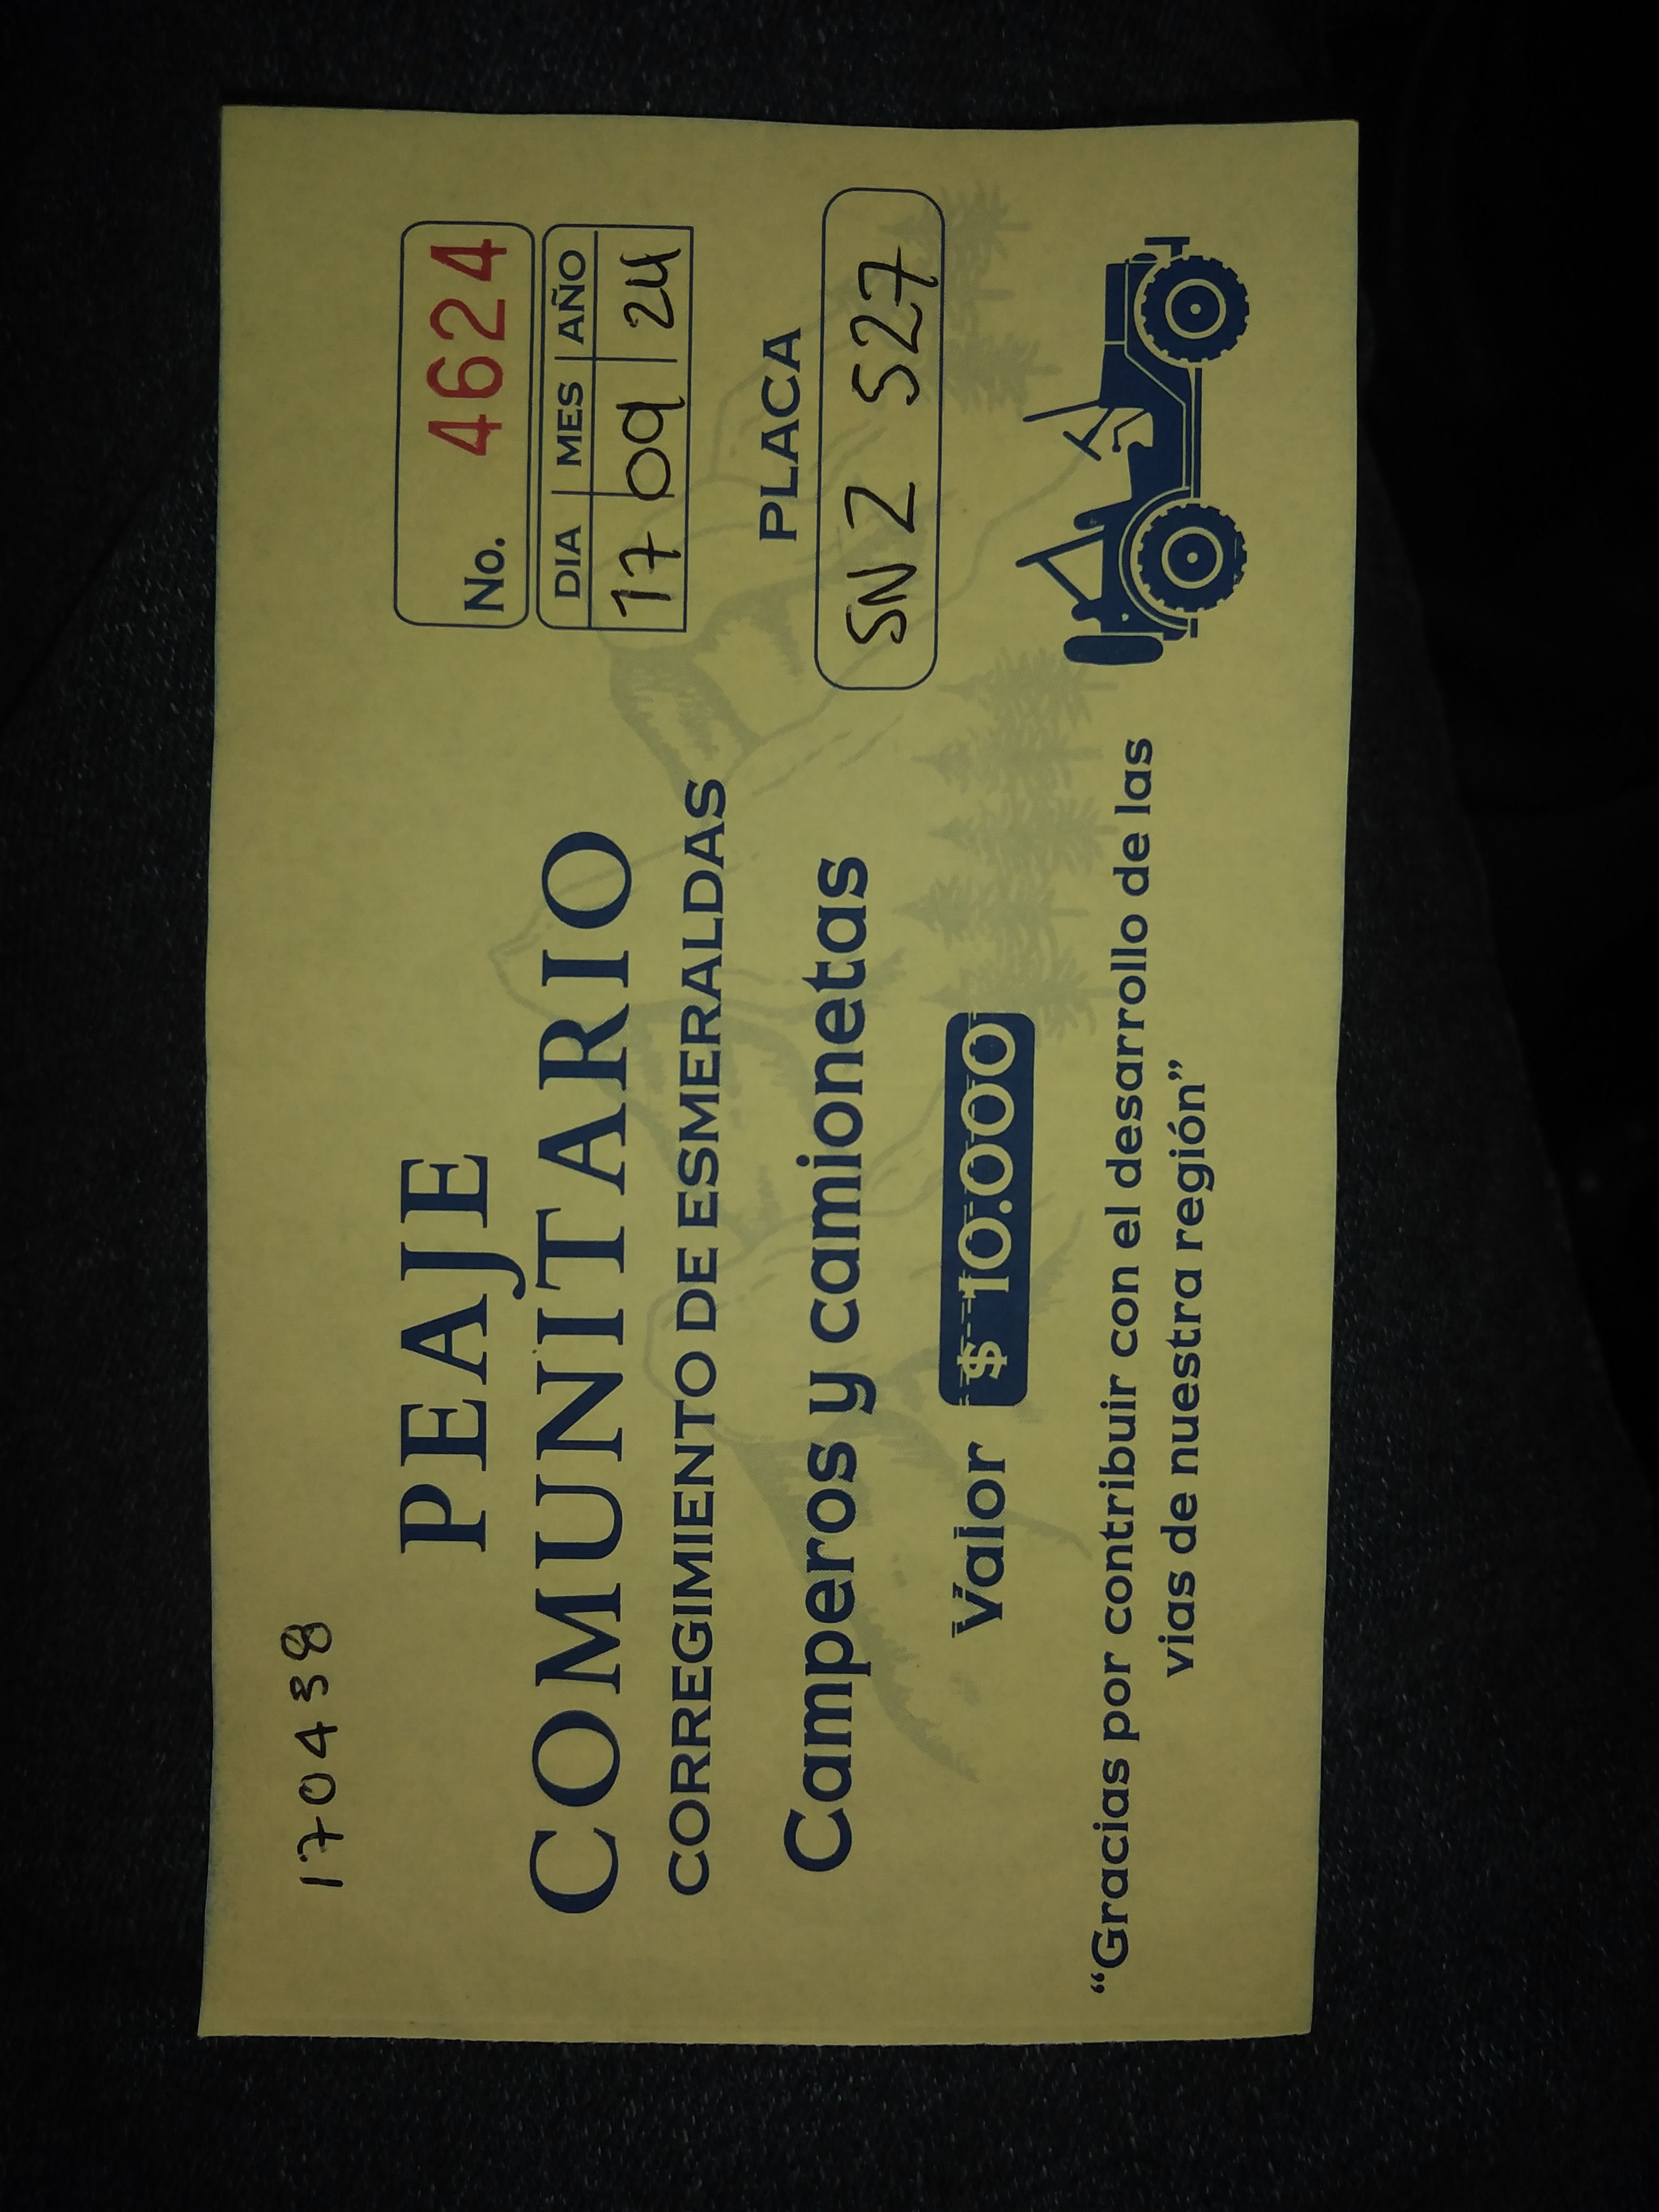 170438
PEAJE
COMUNITARIO
CORREGIMIENTO DE ESMERALDAS
Camperos y camionetas
Valor $ 10.000
“Gracias por contribuir con el desarrollo de las
vias de nuestra región”
No. 4624
DIA MES AÑO
17 09 24
PLACA
SNZ 527